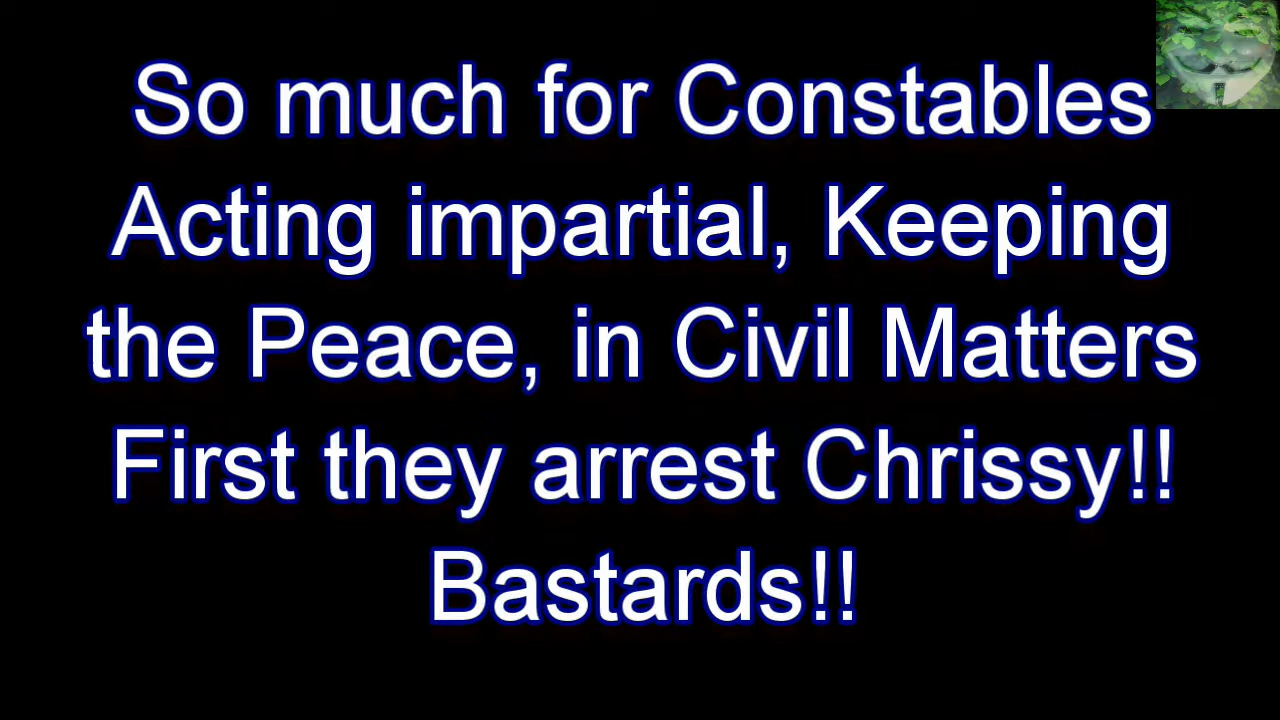 So much for Constables
Acting impartial, Keeping
the Peace, in Civil Matters
First they arrest Chrissy!!
Bastards!!